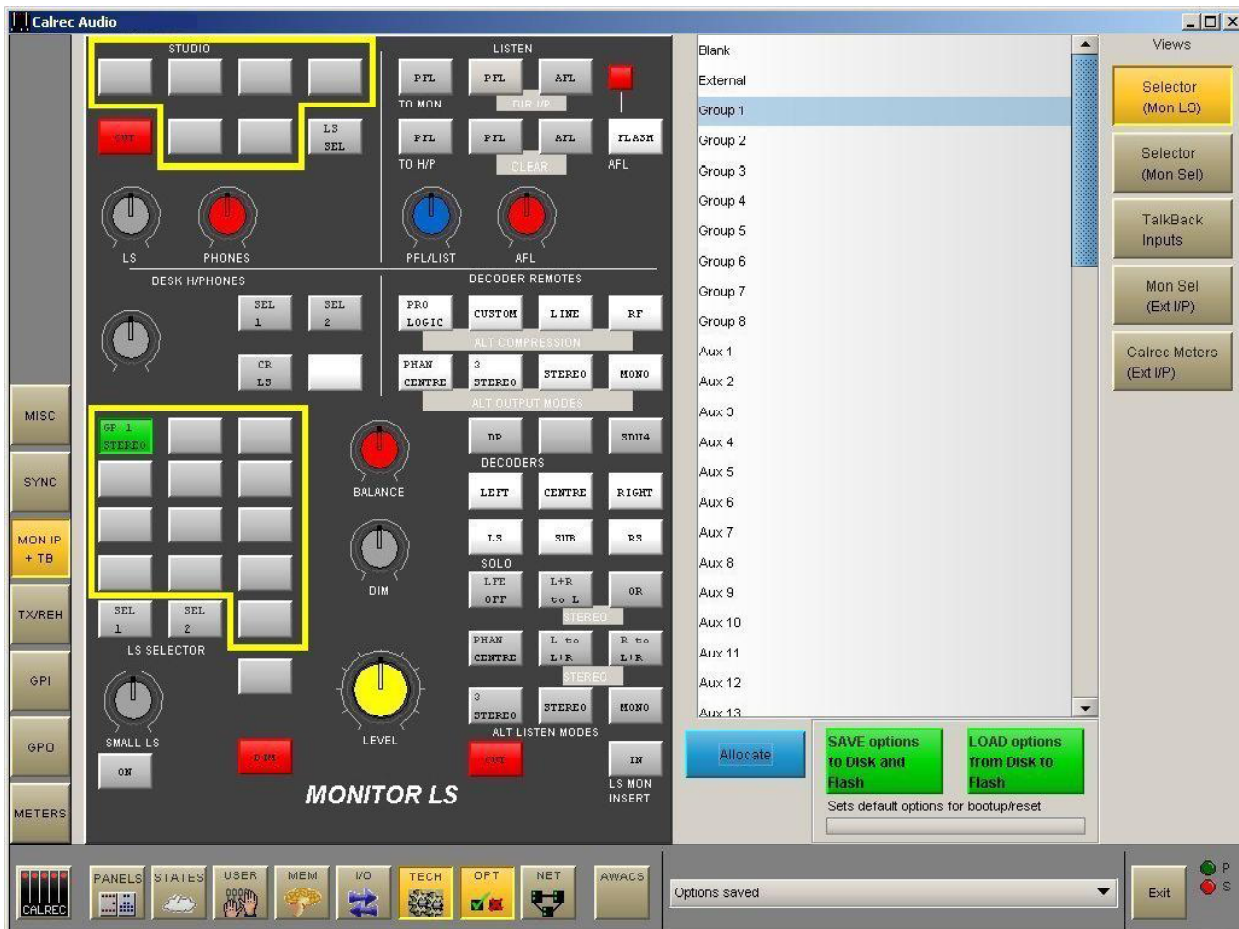 Calrec Audio
STUDIO
LISTEN
PFL PFL AFL
TO MON DIR I/P
CUT LS SEL
PFL PFL AFL FLASH
TO H/P CLEAR AFL
LS PHONES PFL/LIST AFL
DESK H/PHONES
DECODER REMOTES
SEL 1 SEL 2
PRO LOGIC CUSTOM LINE RF
ALT COMPRESSION
CR LS
PHAN CENTRE 3 STEREO STEREO MONO
ALT OUTPUT MODES
GP 1 STEREO
BALANCE
DECODERS
LEFT CENTRE RIGHT
LS SUB RS
SOLO
DIM
LFE OFF L+R to L OR
STEREO
SEL 1 SEL 2
LS SELECTOR
PHAN CENTRE L to L+R R to L+R
STEREO
3 STEREO STEREO MONO
ALT LISTEN MODES
SMALL LS
LEVEL
ON
DIM
CUT
IN
LS MON INSERT
MONITOR LS
MISC
SYNC
MON IP + TB
TX/REH
GPI
GPO
METERS
Blank
External
Group 1
Group 2
Group 3
Group 4
Group 5
Group 6
Group 7
Group 8
Aux 1
Aux 2
Aux 3
Aux 4
Aux 5
Aux 6
Aux 7
Aux 8
Aux 9
Aux 10
Aux 11
Aux 12
Aux 13
Allocate
SAVE options to Disk and Flash
LOAD options from Disk to Flash
Sets default options for bootup/reset
Views
Selector (Mon LS)
Selector (Mon Sel)
TalkBack Inputs
Mon Sel (Ext I/P)
Calrec Meters (Ext I/P)
CALREC
PANELS
STATES
USER
MEM
I/O
TECH
OPT
NET
AWACS
Options saved
Exit
P
S